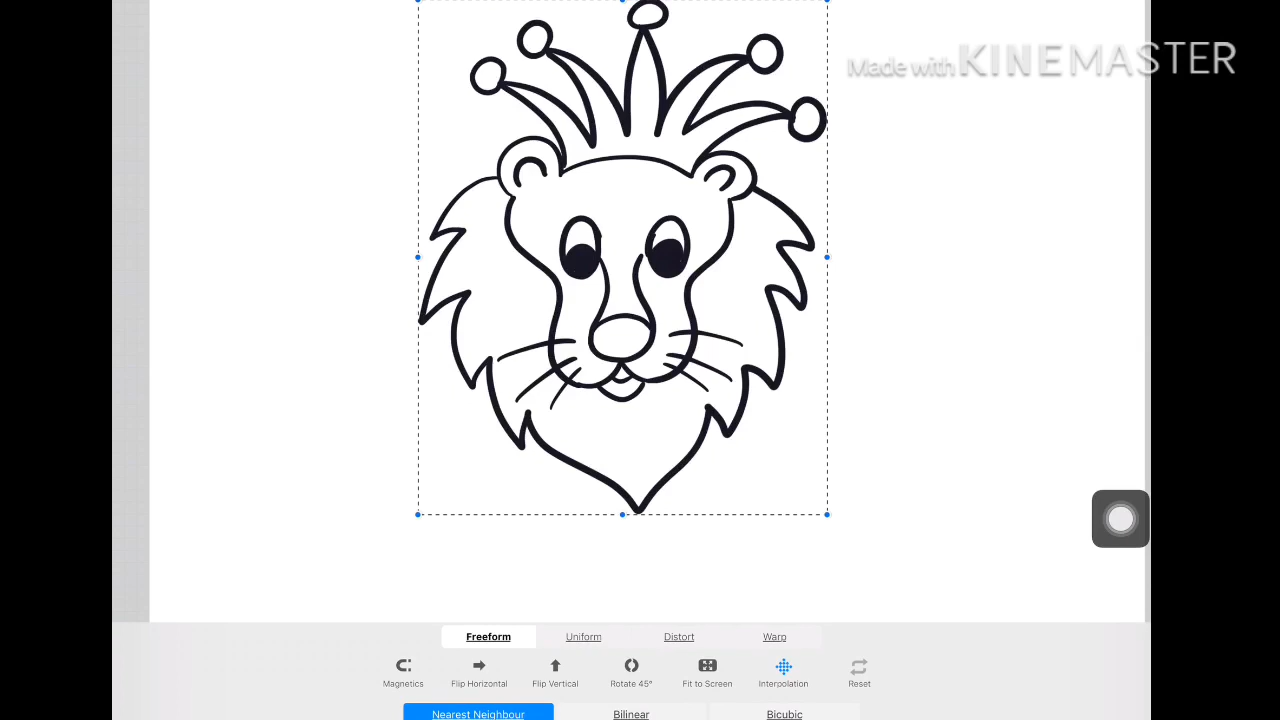 Made with KINEMASTER
Freeform Uniform Distort Warp
Magnetics Flip Horizontal Flip Vertical Rotate 45° Fit to Screen Interpolation Reset
Nearest Neighbour Bilinear Bicubic